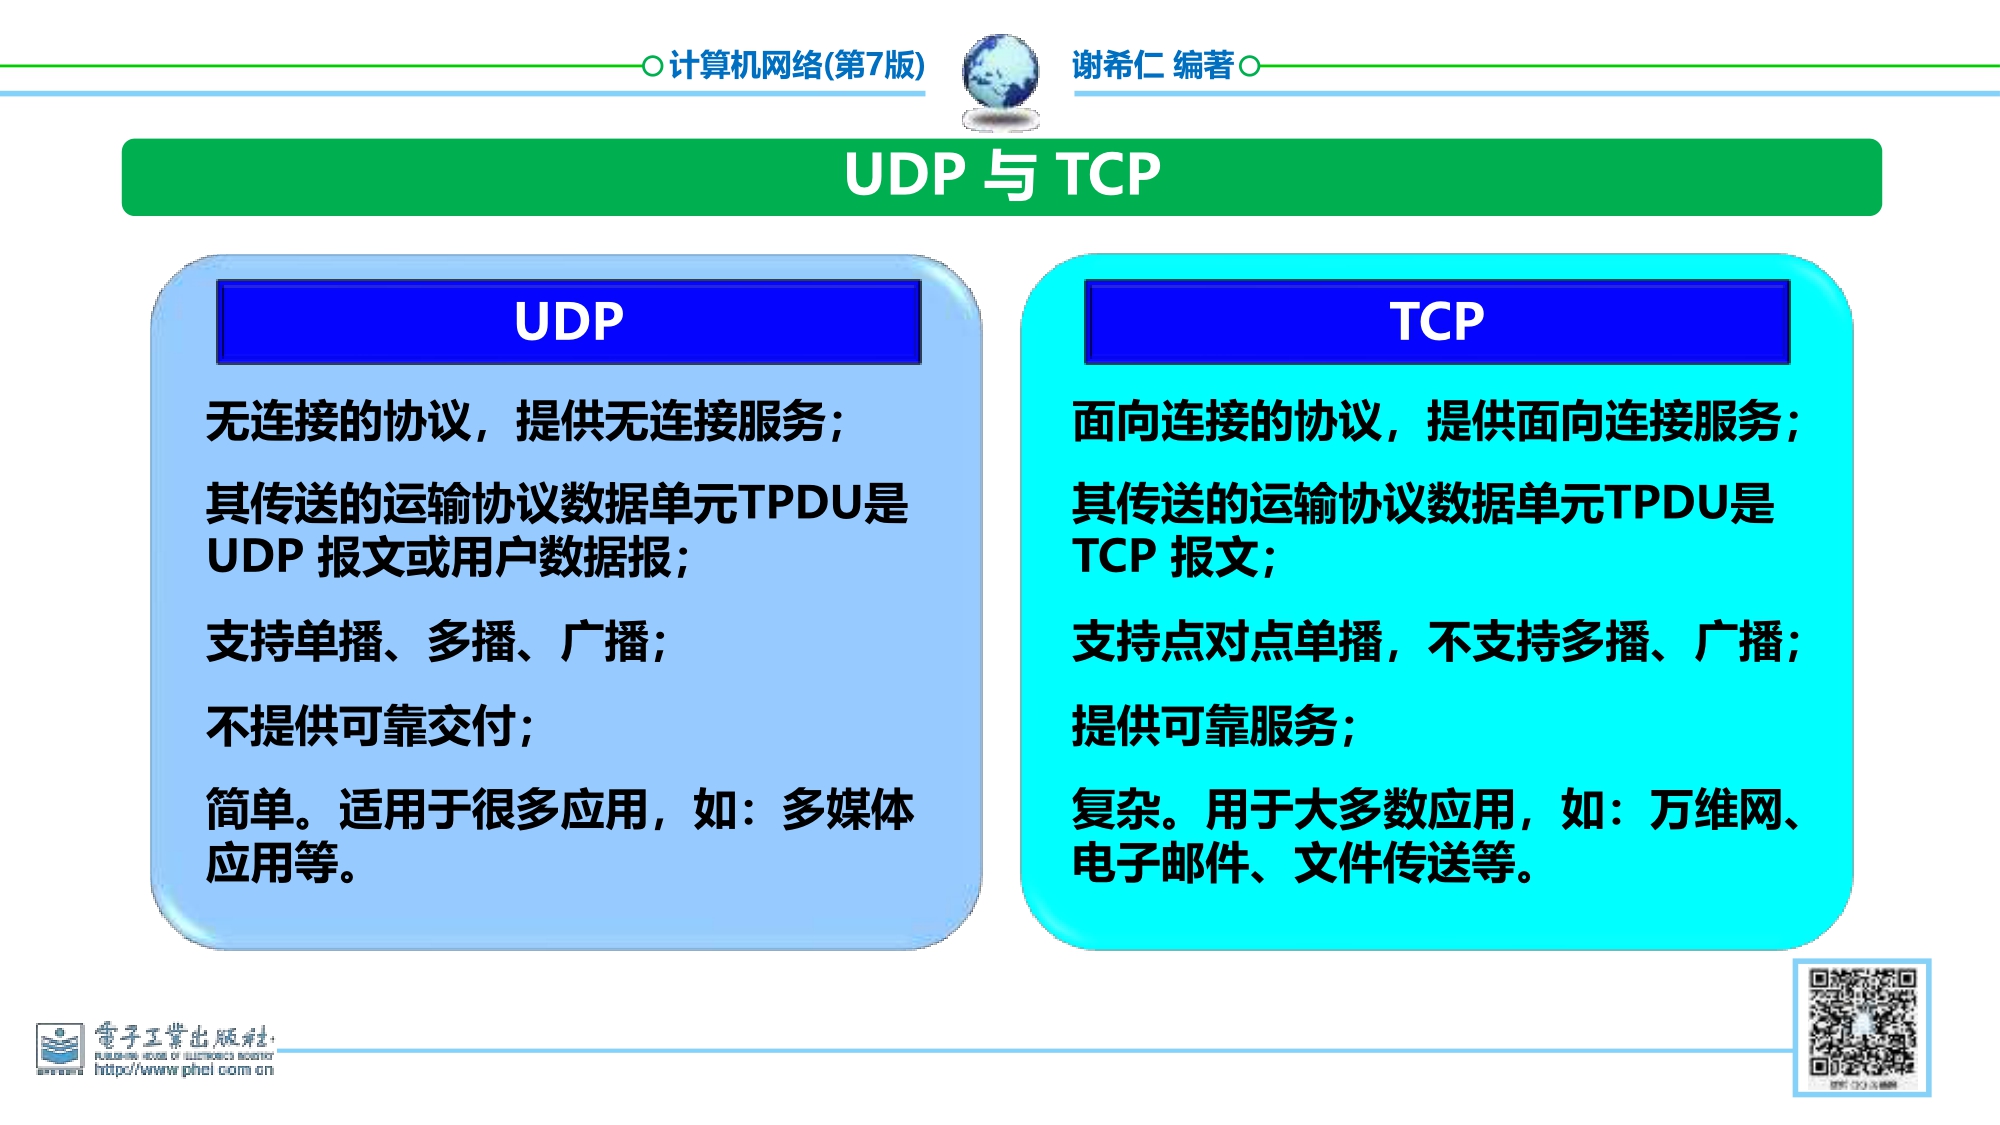 计算机网络(第7版)
谢希仁 编著
UDP 与 TCP
UDP
无连接的协议，提供无连接服务；
其传送的运输协议数据单元TPDU是
UDP 报文或用户数据报；
支持单播、多播、广播；
不提供可靠交付；
简单。适用于很多应用，如：多媒体
应用等。
TCP
面向连接的协议，提供面向连接服务；
其传送的运输协议数据单元TPDU是
TCP 报文；
支持点对点单播，不支持多播、广播；
提供可靠服务；
复杂。用于大多数应用，如：万维网、
电子邮件、文件传送等。
電子工業出版社
PUBLISHING HOUSE OF ELECTRONICS INDUSTRY
http://www.phei.com.cn